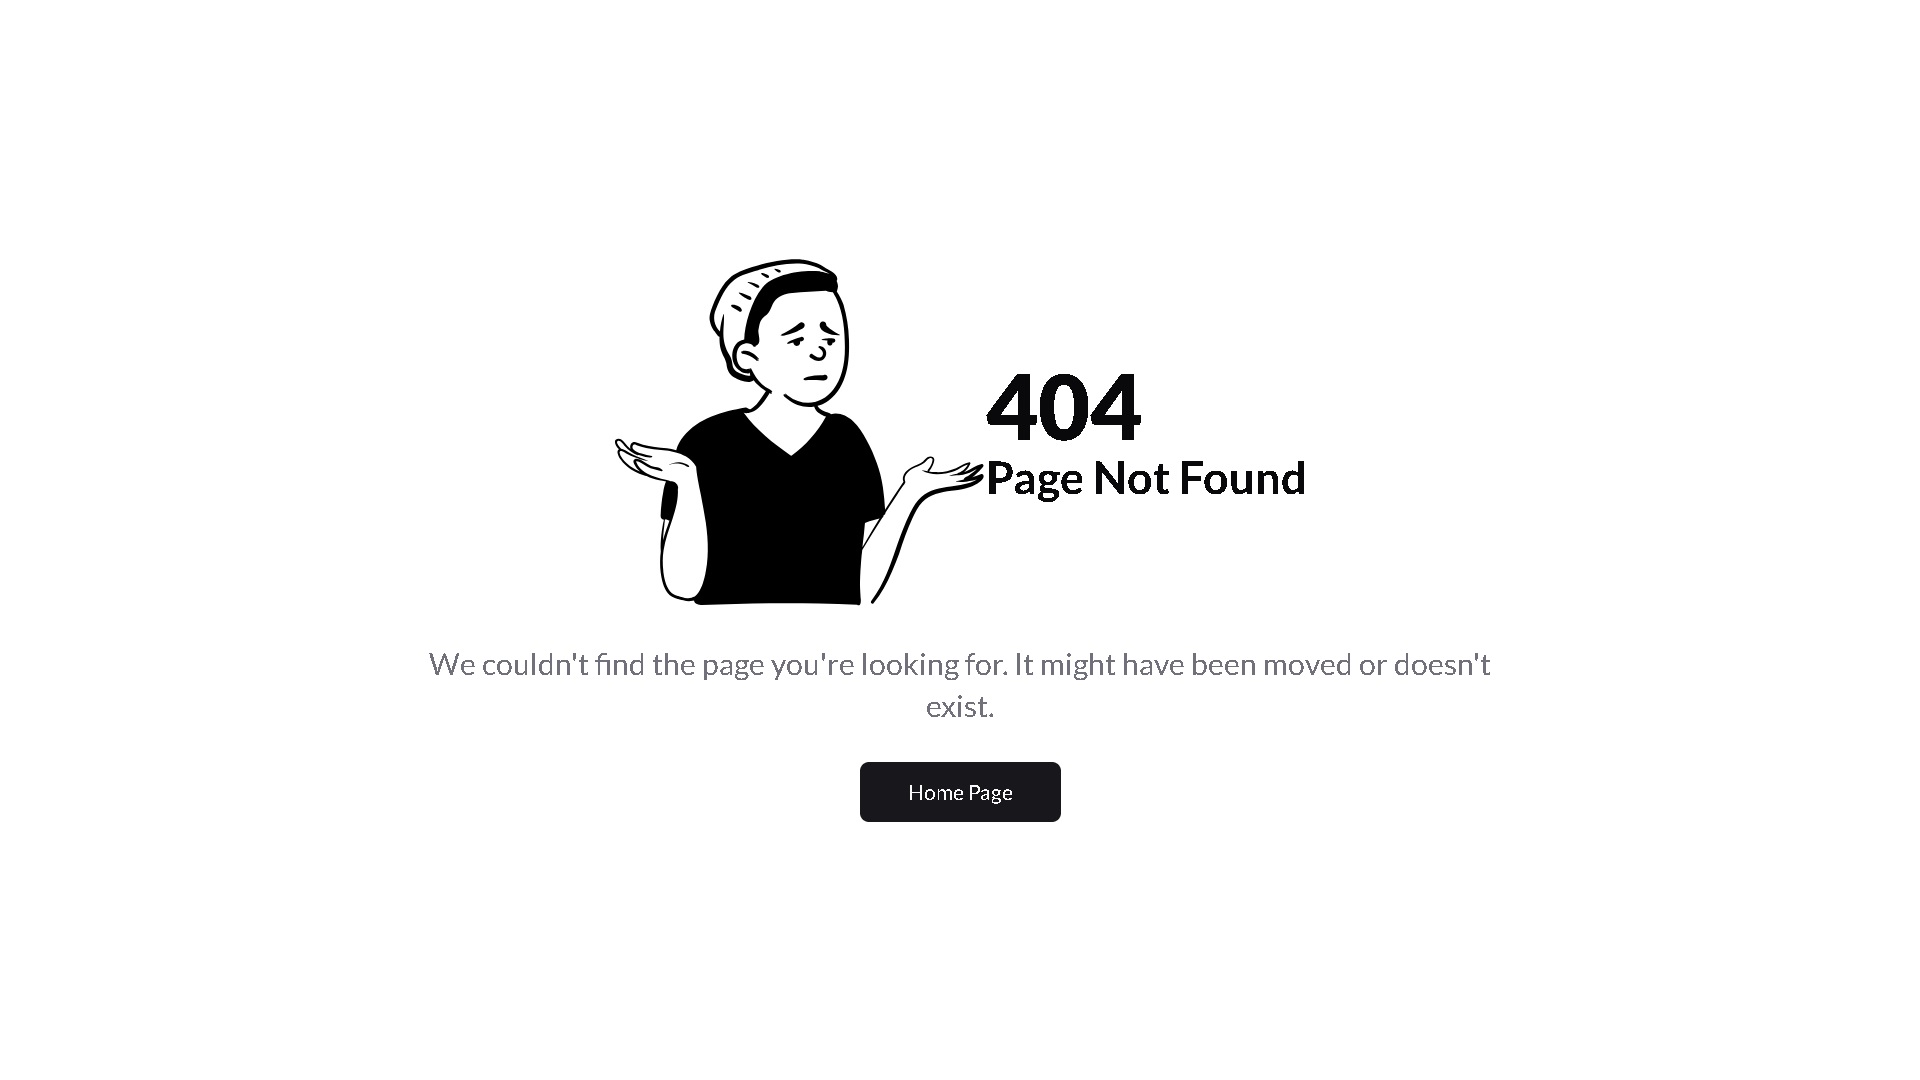 404
Page Not Found
We couldn't find the page you're looking for. It might have been moved or doesn't
exist.
Home Page